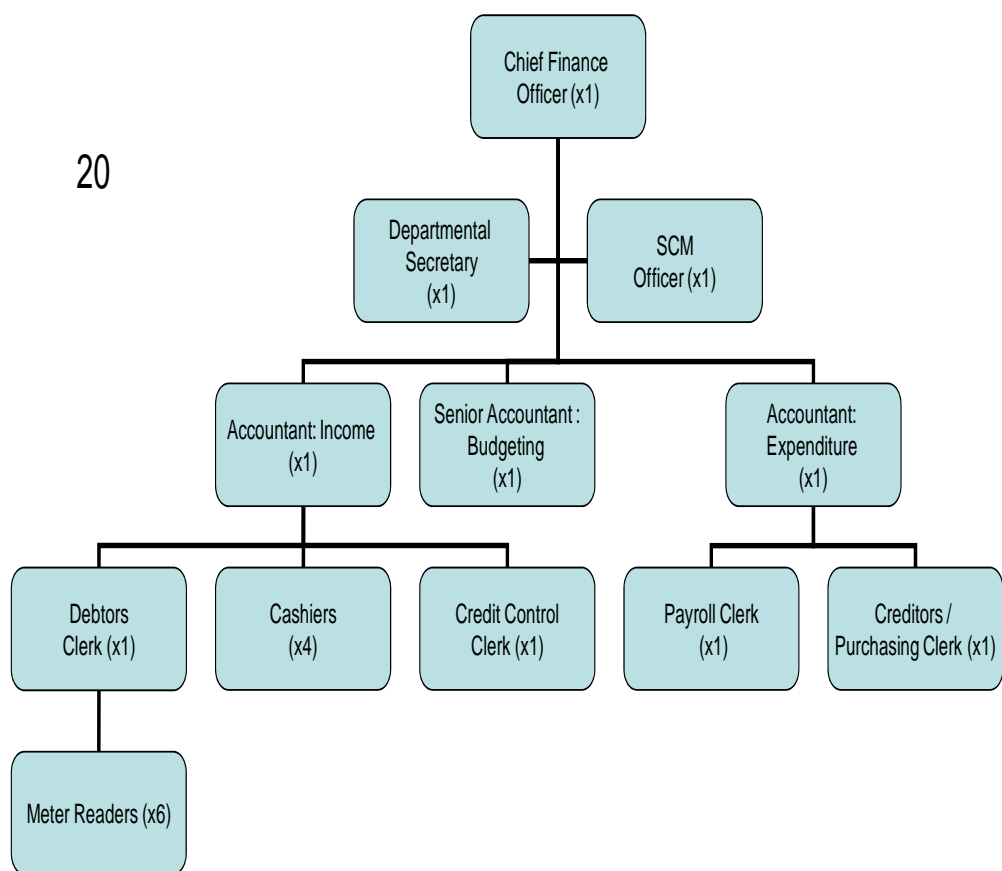 Chief Finance
Officer (x1)
20
Departmental
Secretary
(x1)
SCM
Officer (x1)
Accountant: Income
(x1)
Senior Accountant :
Budgeting
(x1)
Accountant:
Expenditure
(x1)
Debtors
Clerk (x1)
Cashiers
(x4)
Credit Control
Clerk (x1)
Payroll Clerk
(x1)
Creditors /
Purchasing Clerk (x1)
Meter Readers (x6)